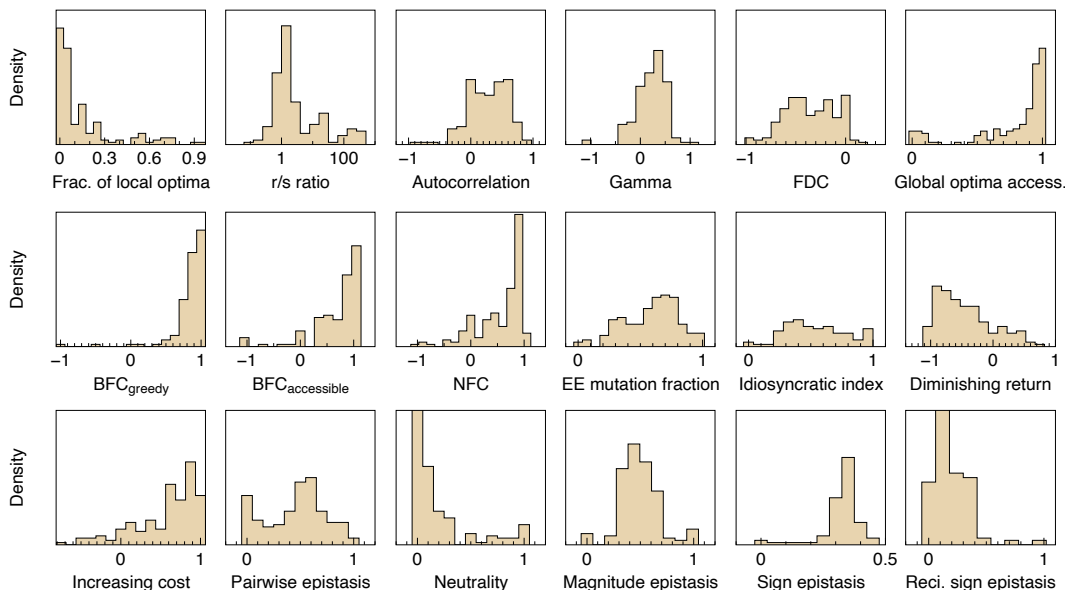 Density
0 0.3 0.6 0.9
1 100
−1 0 1
−1 0 1
−1 0
0 1
Frac. of local optima
r/s ratio
Autocorrelation
Gamma
FDC
Global optima access.
Density
−1 0 1
−1 0 1
−1 0 1
0 1
0 1
−1 0 1
BFCgreedy
BFCaccessible
NFC
EE mutation fraction
Idiosyncratic index
Diminishing return
Density
0 1
0 1
0 1
0 1
0 0.5
0 1
Increasing cost
Pairwise epistasis
Neutrality
Magnitude epistasis
Sign epistasis
Reci. sign epistasis